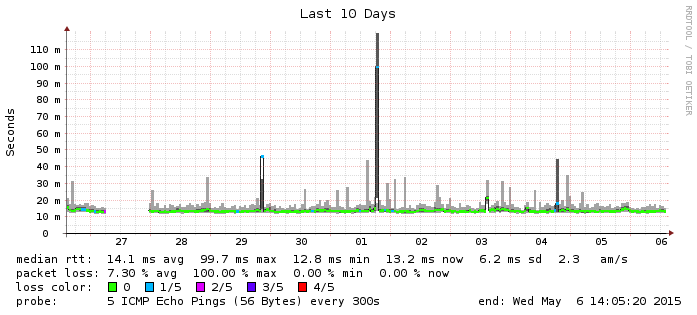 Last 10 Days
RRDTOOL / TOBI OETIKER
Seconds
110 m
100 m
90 m
80 m
70 m
60 m
50 m
40 m
30 m
20 m
10 m
0
27 28 29 30 01 02 03 04 05 06
median rtt: 14.1 ms avg 99.7 ms max 12.8 ms min 13.2 ms now 6.2 ms sd 2.3 am/s
packet loss: 7.30 % avg 100.00 % max 0.00 % min 0.00 % now
loss color: 0 1/5 2/5 3/5 4/5
probe: 5 ICMP Echo Pings (56 Bytes) every 300s end: Wed May 6 14:05:20 2015